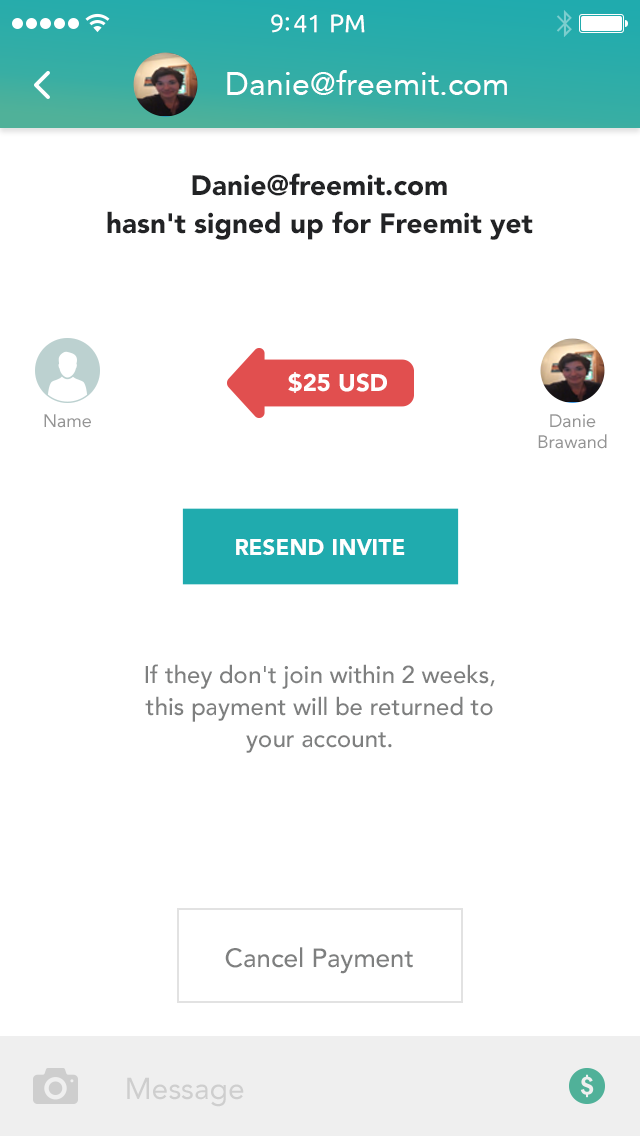 9:41 PM
Danie@freemit.com
Danie@freemit.com
hasn't signed up for Freemit yet
$25 USD
Name
Danie
Brawand
RESEND INVITE
If they don't join within 2 weeks,
this payment will be returned to
your account.
Cancel Payment
Message
$